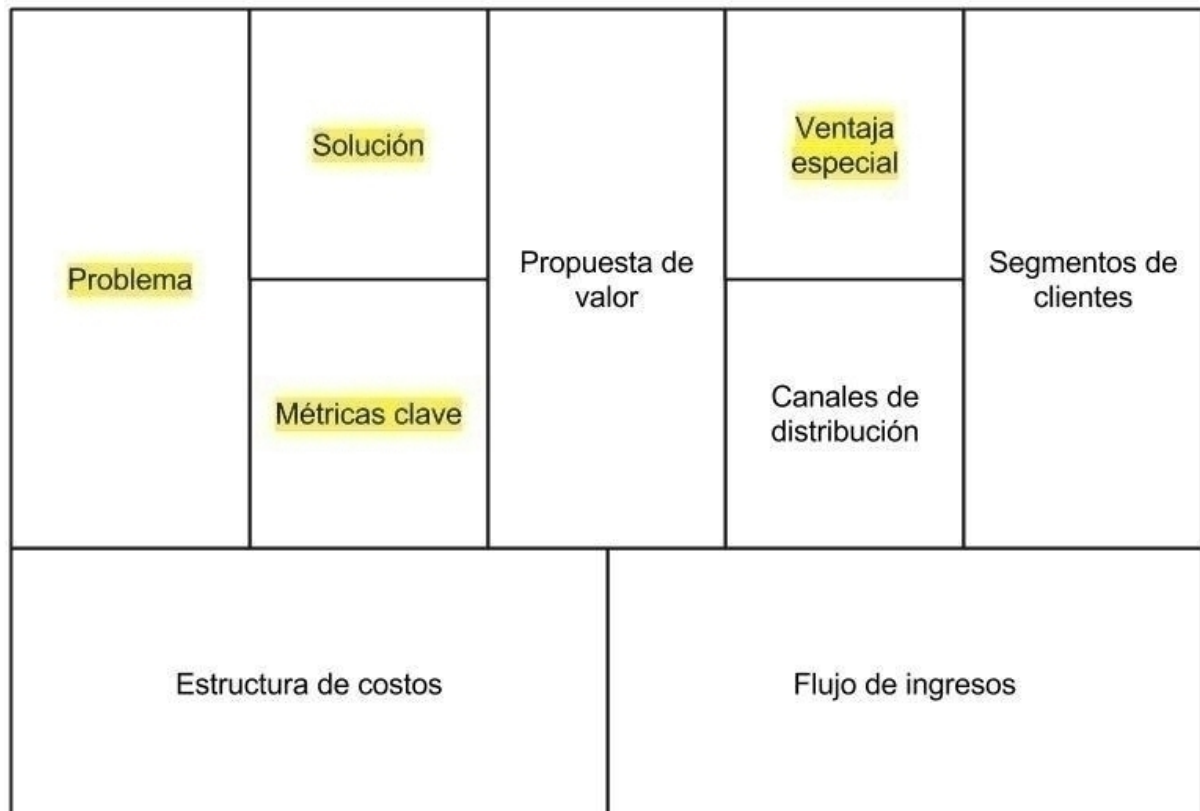 Problema
Solución
Métricas clave
Propuesta de
valor
Ventaja
especial
Canales de
distribución
Segmentos de
clientes
Estructura de costos
Flujo de ingresos